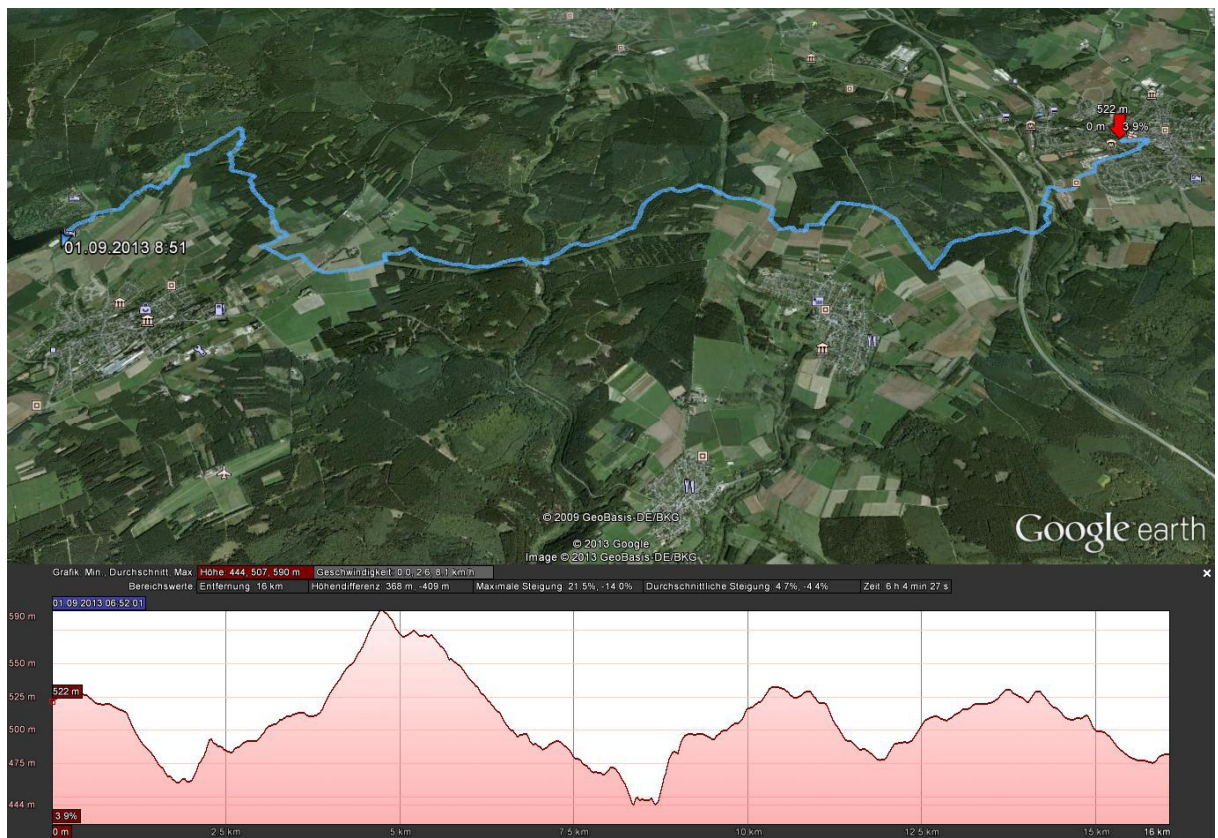 522 m
0 m 3.9%
01.09.2013 8:51
© 2009 GeoBasis-DE/BKG
© 2013 Google
Image © 2013 GeoBasis-DE/BKG
Google earth
Grafik: Min., Durchschnitt, Max. Höhe: 444, 507, 590 m Geschwindigkeit: 0.0, 2.6, 8.1 km/h
Bereichswerte: Entfernung: 16 km Höhendifferenz: 368 m, -409 m Maximale Steigung: 21.5%, -14.0% Durchschnittliche Steigung: 4.7%, -4.4% Zeit: 6 h 4 min 27 s
01.09.2013 06:52:01
590 m
550 m
522 m
525 m
500 m
475 m
444 m
3.9%
0 m 2.5 km 5 km 7.5 km 10 km 12.5 km 15 km 16 km